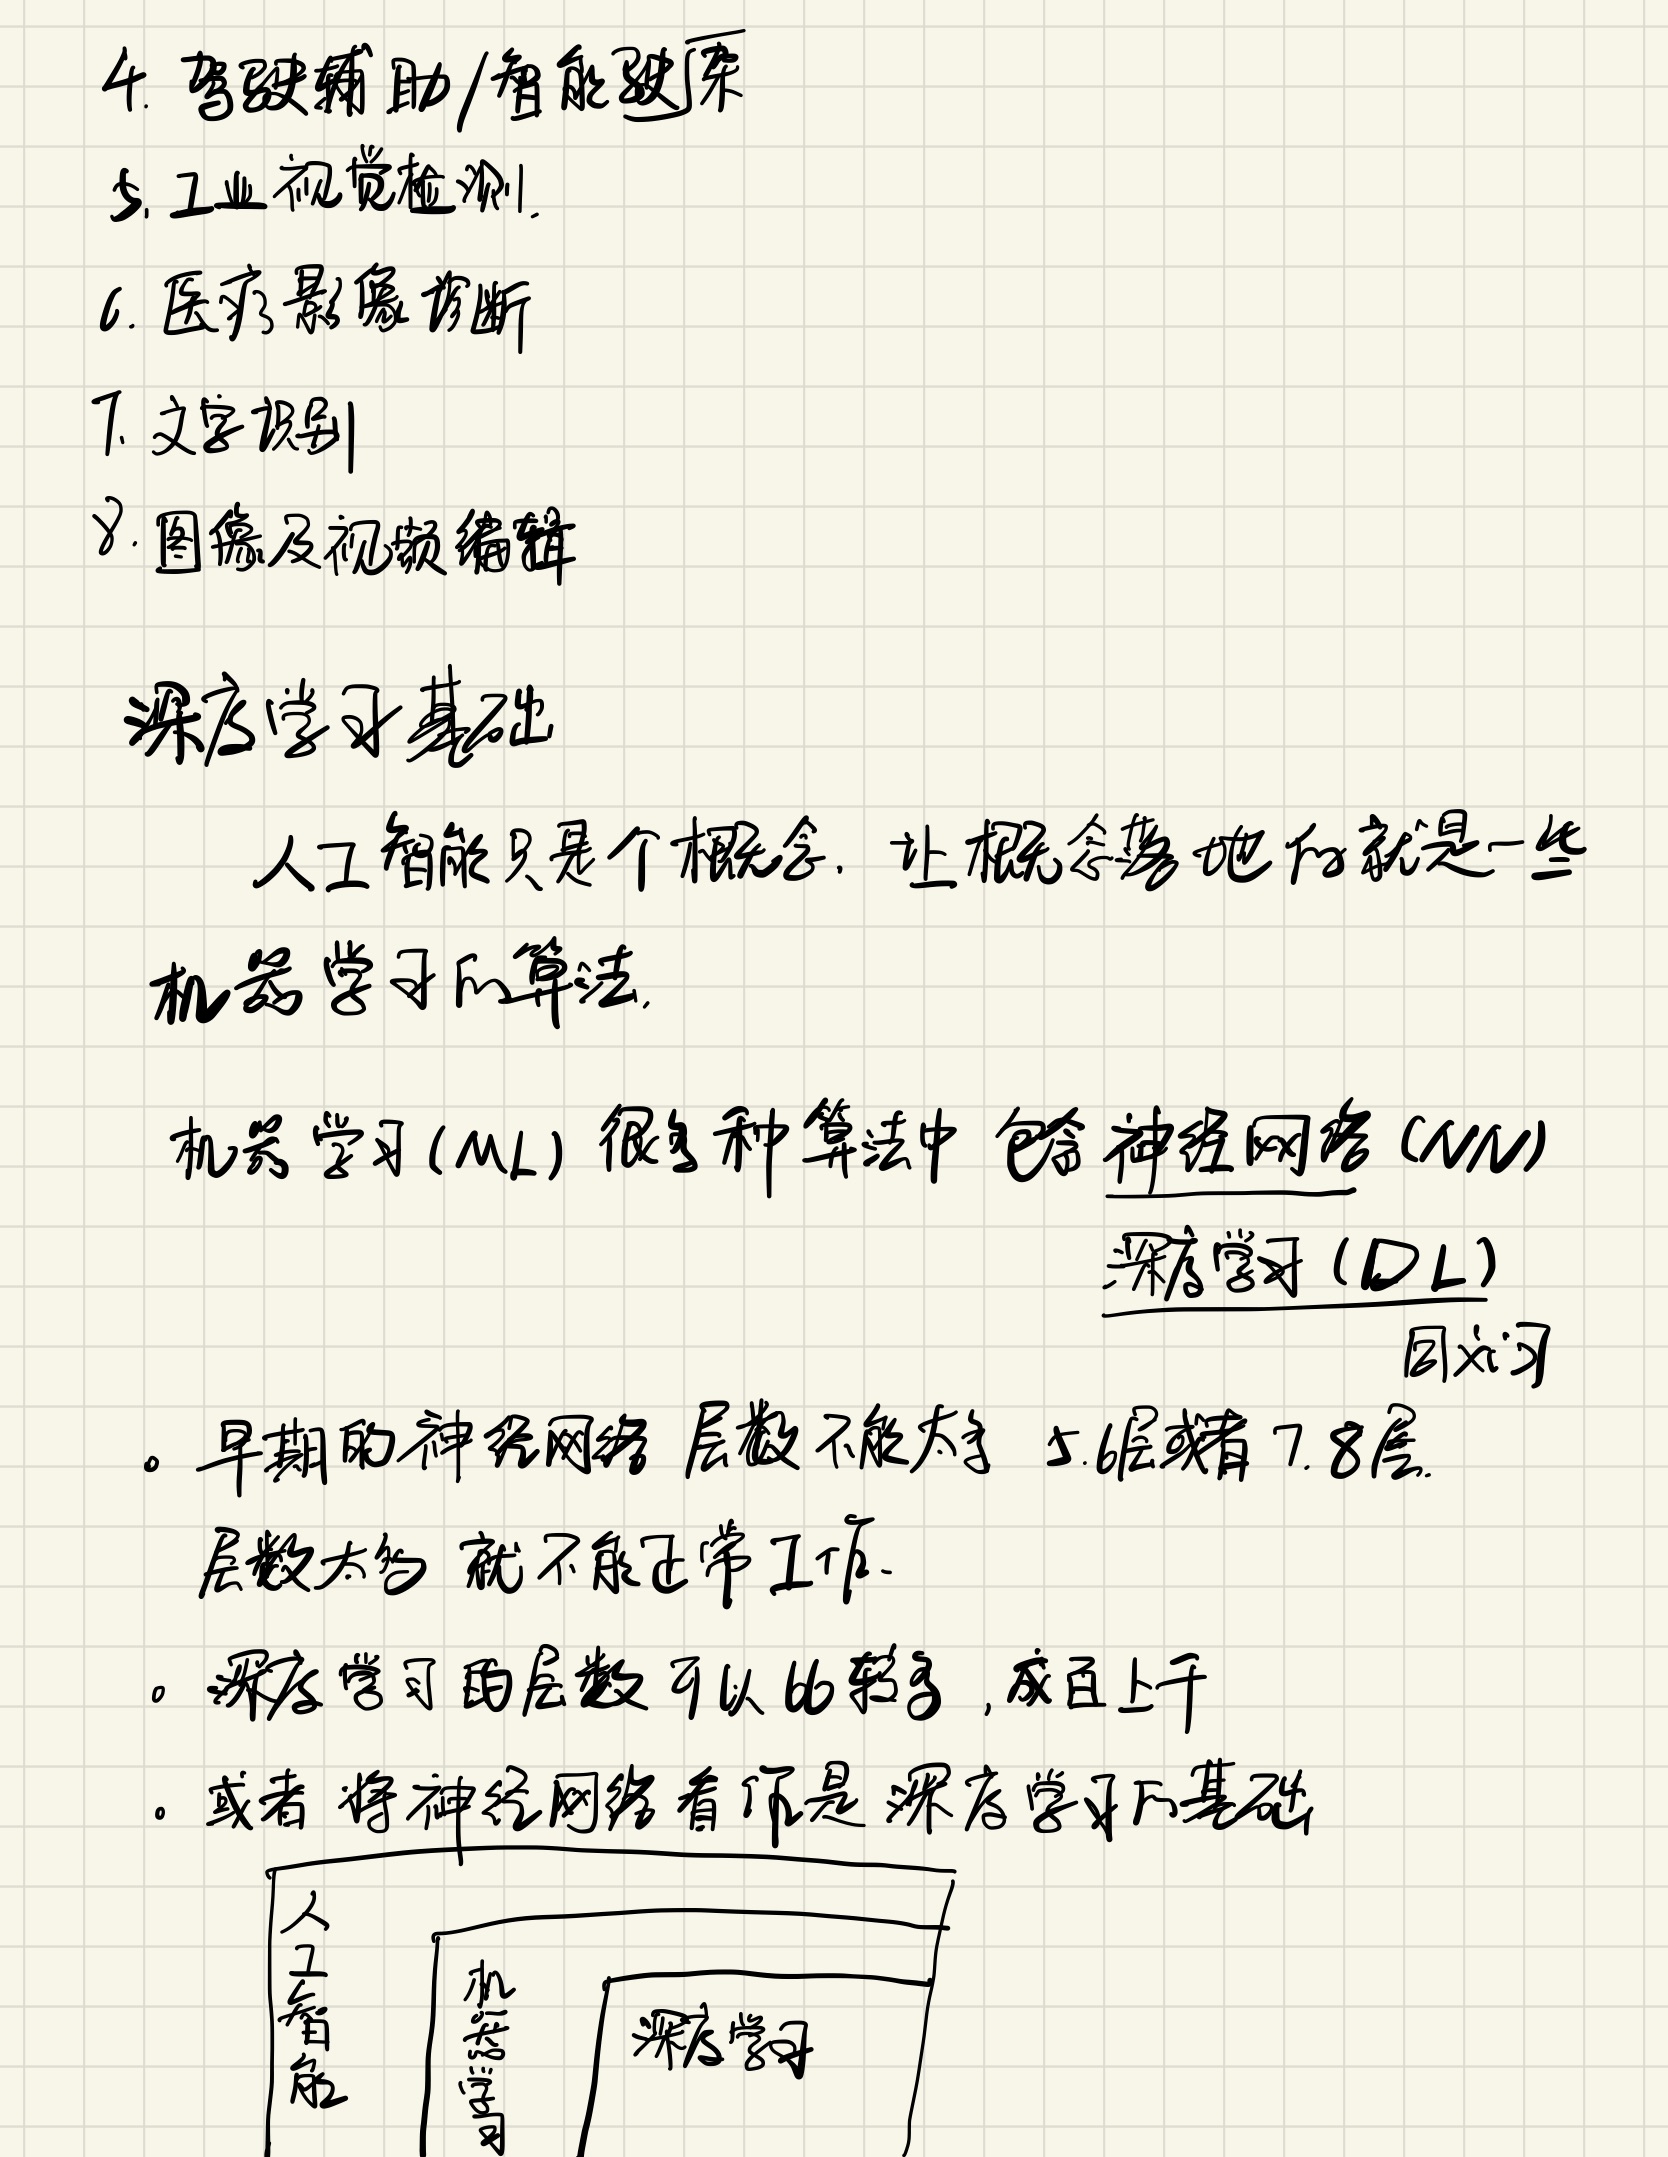 4. 驾驶辅助/智能驶
5. 工业视觉检测.
6. 医疗影像诊断
7. 文字识别
8. 图像及视频编辑
深度学习基础
人工智能只是个概念. 让概念落地的就是一些
机器学习的算法.
机器学习(ML) 很多种算法中 包含神经网络(NN)
深度学习(DL)
。早期的神经网络 层数不能太多 5.6层或者7.8层.
层数太多 就不能正常工作.
。深度学习的层数可以比较多,成百上千
。或者将神经网络看作是深度学习的基础
人工智能
机器学习
深度学习